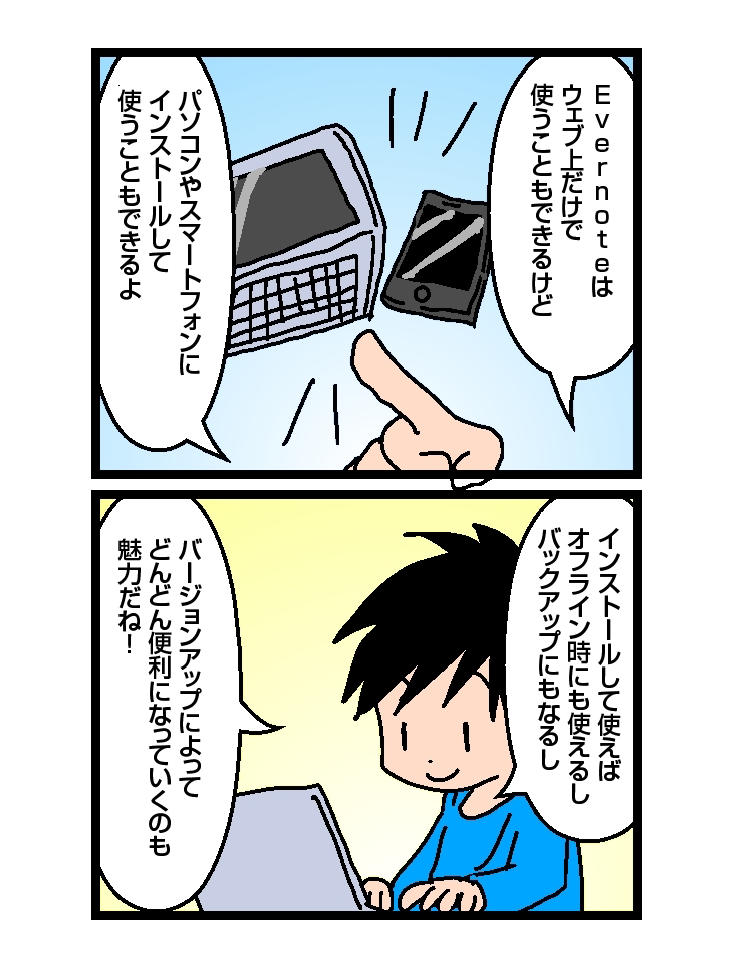 Evernoteは
ウェブ上だけで
使うこともできるけど
パソコンやスマートフォンに
インストールして
使うこともできるよ
インストールして使えば
オフライン時にも使えるし
バックアップにもなるし
バージョンアップによって
どんどん便利になっていくのも
魅力だね!